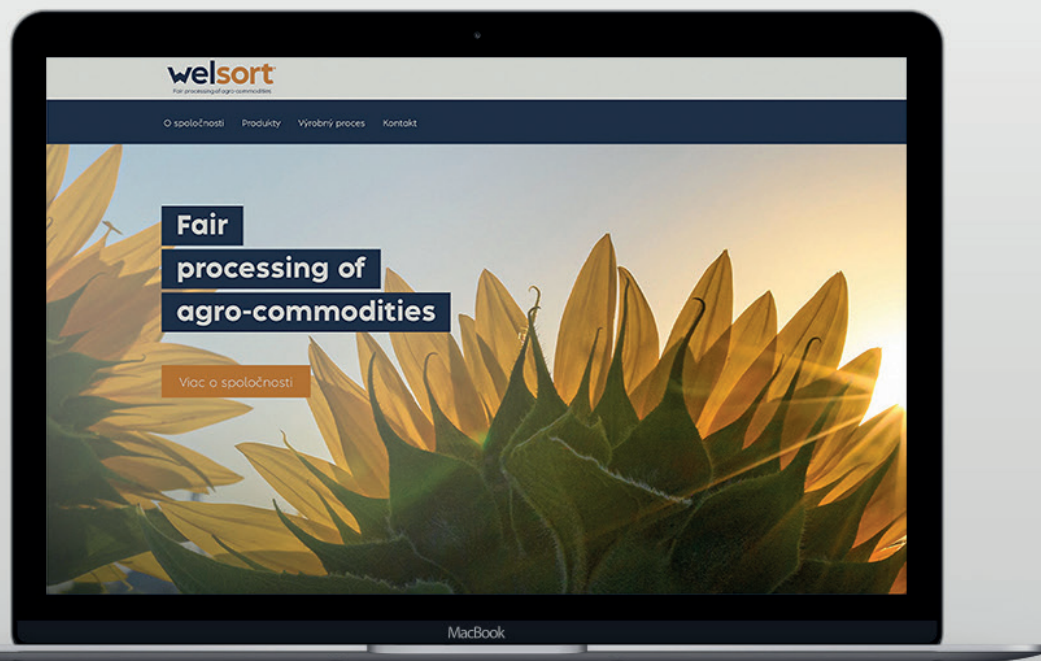 welsort
Fair processing of agro-commodities
O spoločnosti Produkty Výrobný proces Kontakt
Fair
processing of
agro-commodities
Viac o spoločnosti
MacBook